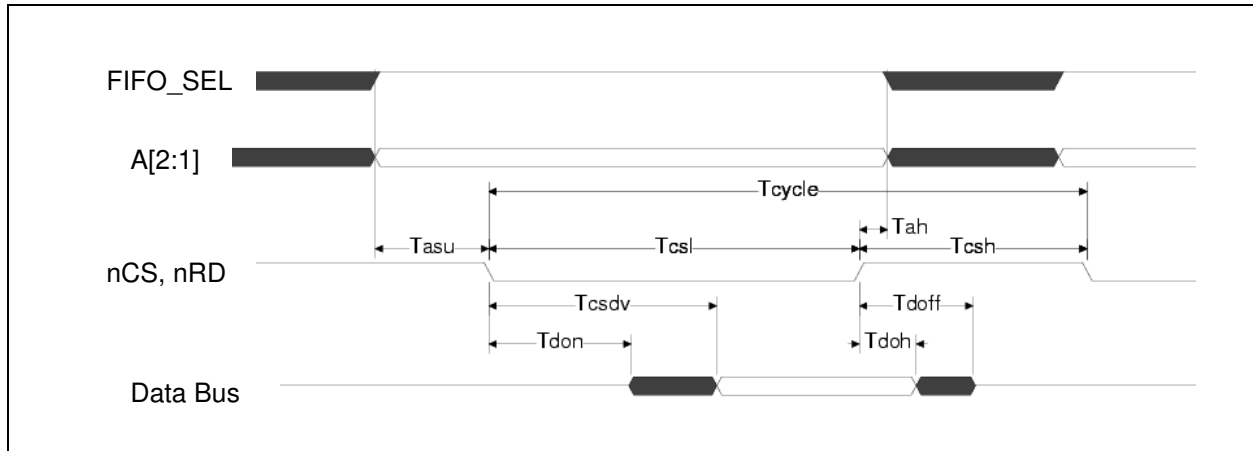 FIFO_SEL
A[2:1]
Tcycle
Tah
Tasu
Tcsl
Tcsh
nCS, nRD
Tcsdv
Tdoff
Tdon
Tdoh
Data Bus